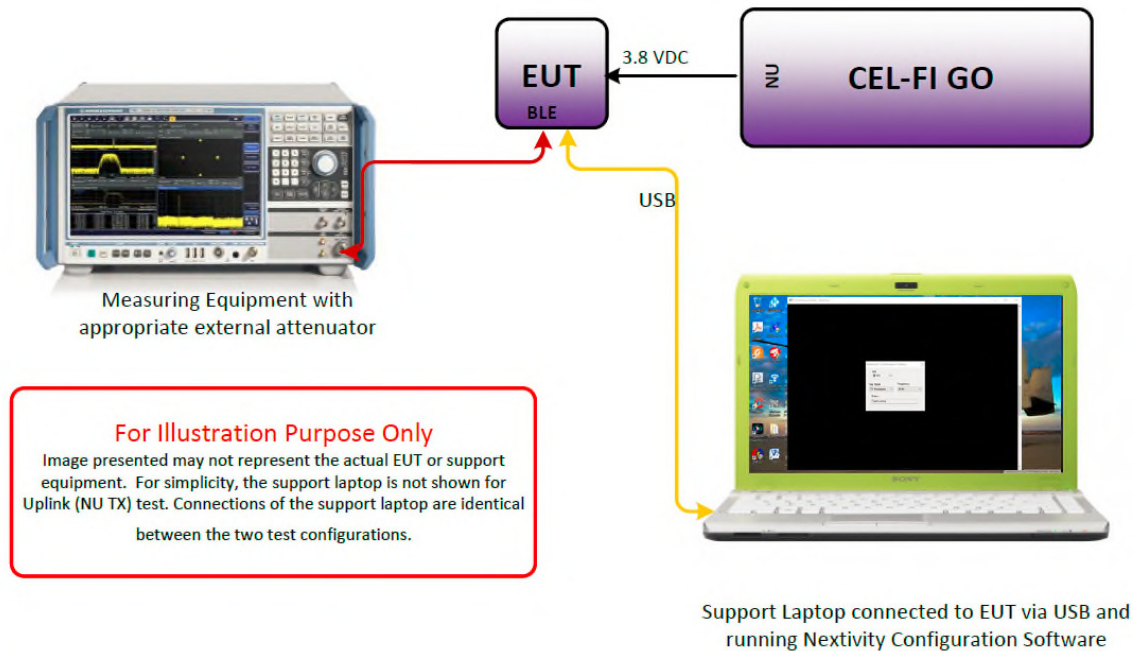 EUT
BLE
3.8 VDC
NU
CEL-FI GO
USB
Measuring Equipment with
appropriate external attenuator
For Illustration Purpose Only
Image presented may not represent the actual EUT or support
equipment. For simplicity, the support laptop is not shown for
Uplink (NU TX) test. Connections of the support laptop are identical
between the two test configurations.
SONY
Support Laptop connected to EUT via USB and
running Nextivity Configuration Software